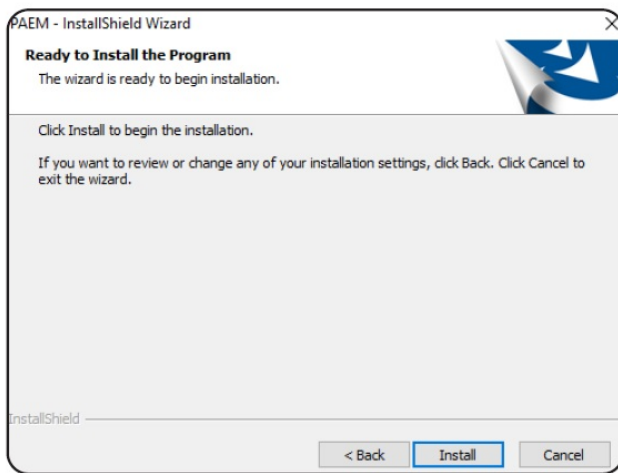 PAEM - InstallShield Wizard
Ready to Install the Program
The wizard is ready to begin installation.
Click Install to begin the installation.
If you want to review or change any of your installation settings, click Back. Click Cancel to
exit the wizard.
InstallShield
< Back Install Cancel